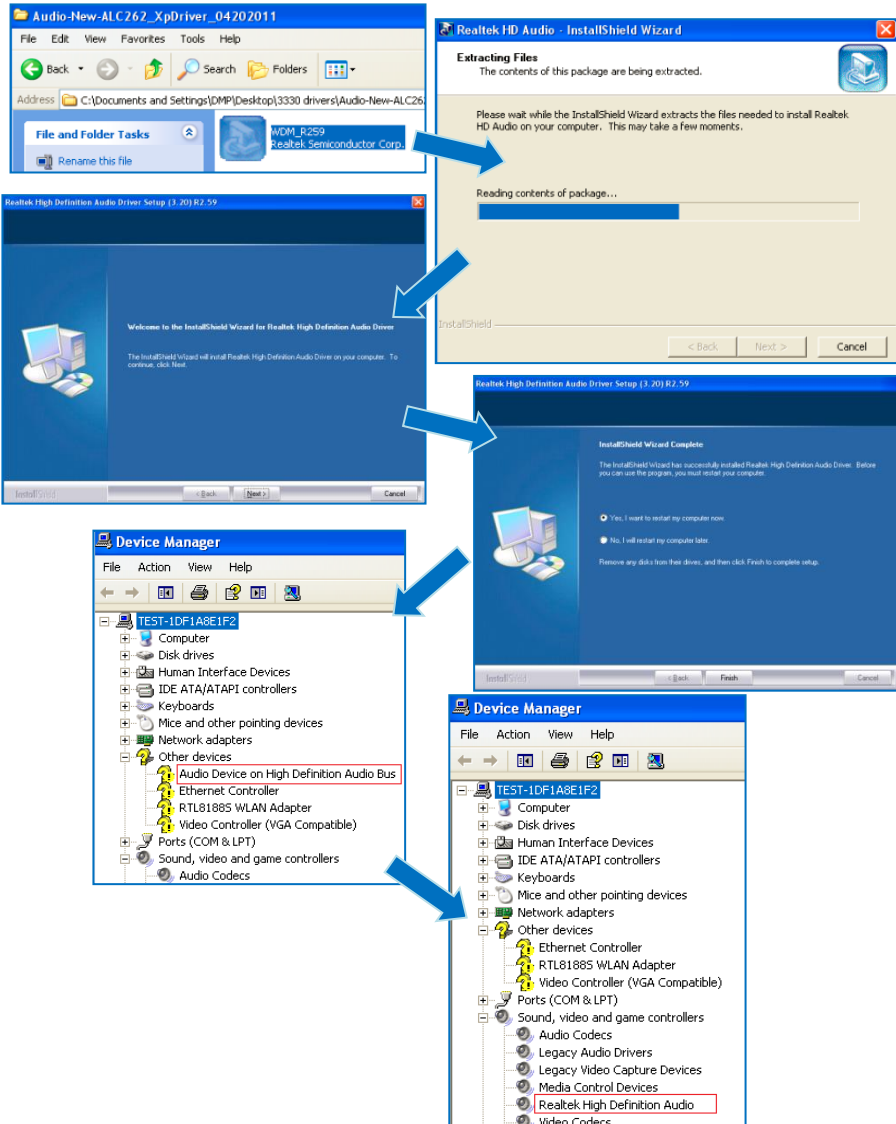 Audio-New-ALC262_XpDriver_04202011
File Edit View Favorites Tools Help
Back Search Folders
Address C:\Documents and Settings\DMP\Desktop\3330 drivers\Audio-New-ALC26
File and Folder Tasks
Rename this file
WDM_R259
Realtek Semiconductor Corp.
Realtek HD Audio - InstallShield Wizard
Extracting Files
The contents of this package are being extracted.
Please wait while the InstallShield Wizard extracts the files needed to install Realtek
HD Audio on your computer. This may take a few moments.
Reading contents of package...
InstallShield
< Back Next > Cancel
Realtek High Definition Audio Driver Setup (3.20) R2.59
Welcome to the InstallShield Wizard for Realtek High Definition Audio Driver
The InstallShield Wizard will install Realtek High Definition Audio Driver on your computer. To
continue, click Next.
InstallShield
< Back Next > Cancel
Realtek High Definition Audio Driver Setup (3.20) R2.59
InstallShield Wizard Complete
The InstallShield Wizard has successfully installed Realtek High Definition Audio Driver. Before
you can use the program, you must restart your computer.
Yes, I want to restart my computer now.
No, I will restart my computer later.
Remove any disks from their drives, and then click Finish to complete setup.
InstallShield
< Back Finish Cancel
Device Manager
File Action View Help
TEST-1DF1A8E1F2
Computer
Disk drives
Human Interface Devices
IDE ATA/ATAPI controllers
Keyboards
Mice and other pointing devices
Network adapters
Other devices
Audio Device on High Definition Audio Bus
Ethernet Controller
RTL8188S WLAN Adapter
Video Controller (VGA Compatible)
Ports (COM & LPT)
Sound, video and game controllers
Audio Codecs
Device Manager
File Action View Help
TEST-1DF1A8E1F2
Computer
Disk drives
Human Interface Devices
IDE ATA/ATAPI controllers
Keyboards
Mice and other pointing devices
Network adapters
Other devices
Ethernet Controller
RTL8188S WLAN Adapter
Video Controller (VGA Compatible)
Ports (COM & LPT)
Sound, video and game controllers
Audio Codecs
Legacy Audio Drivers
Legacy Video Capture Devices
Media Control Devices
Realtek High Definition Audio
Video Codecs